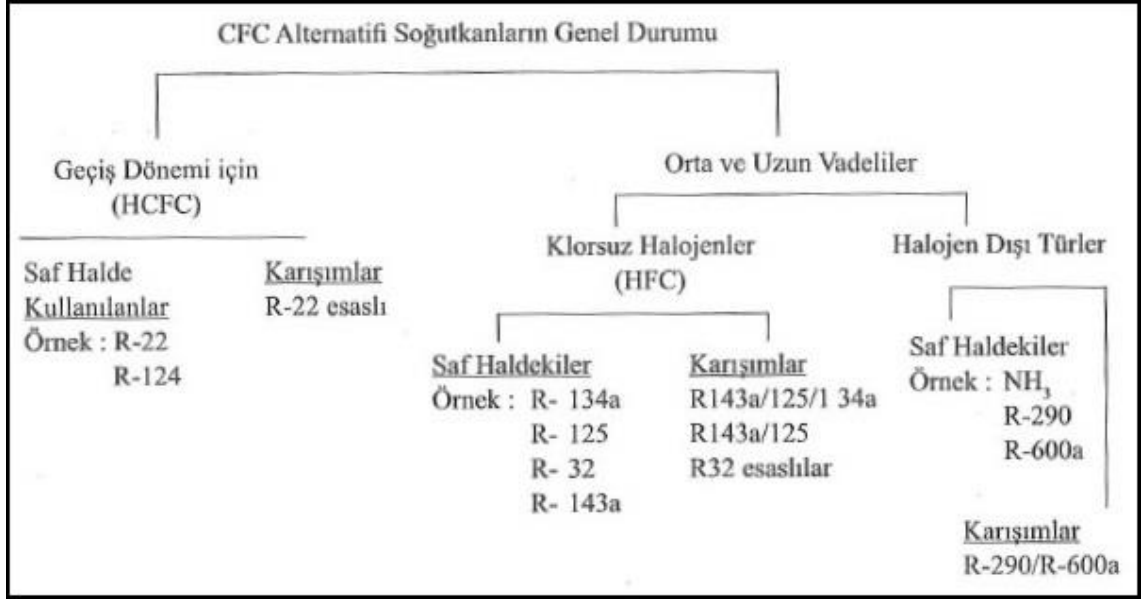 CFC Alternatifi Soğutkanların Genel Durumu
Geçiş Dönemi için
(HCFC)
Saf Halde
Kullanılanlar
Örnek : R-22
R-124
Karışımlar
R-22 esaslı
Orta ve Uzun Vadeliler
Klorsuz Halojenler
(HFC)
Saf Haldekiler
Örnek : R- 134a
R- 125
R- 32
R- 143a
Karışımlar
R143a/125/1 34a
R143a/125
R32 esaslılar
Halojen Dışı Türler
Saf Haldekiler
Örnek : NH₃
R-290
R-600a
Karışımlar
R-290/R-600a